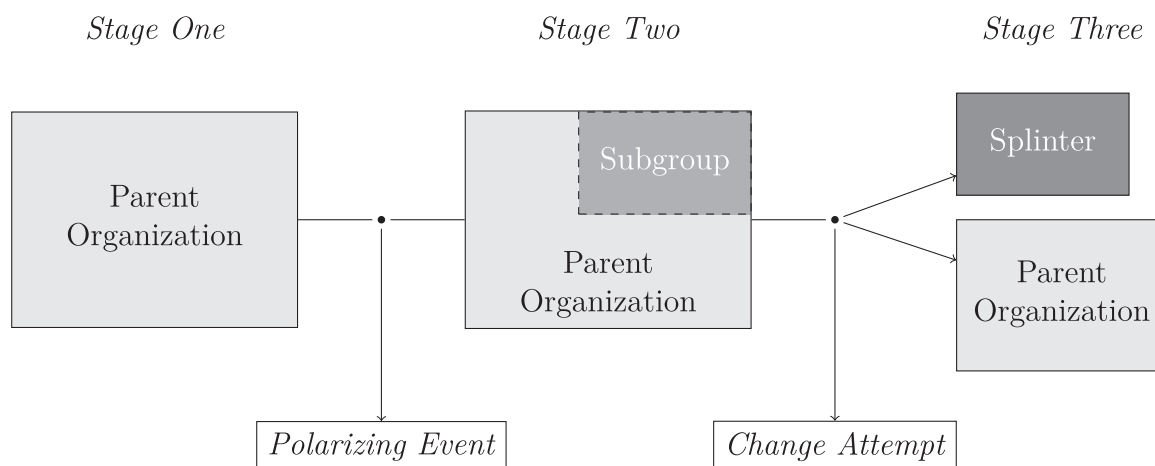 Stage One
Stage Two
Stage Three
Parent
Organization
Subgroup
Parent
Organization
Splinter
Parent
Organization
Polarizing Event
Change Attempt